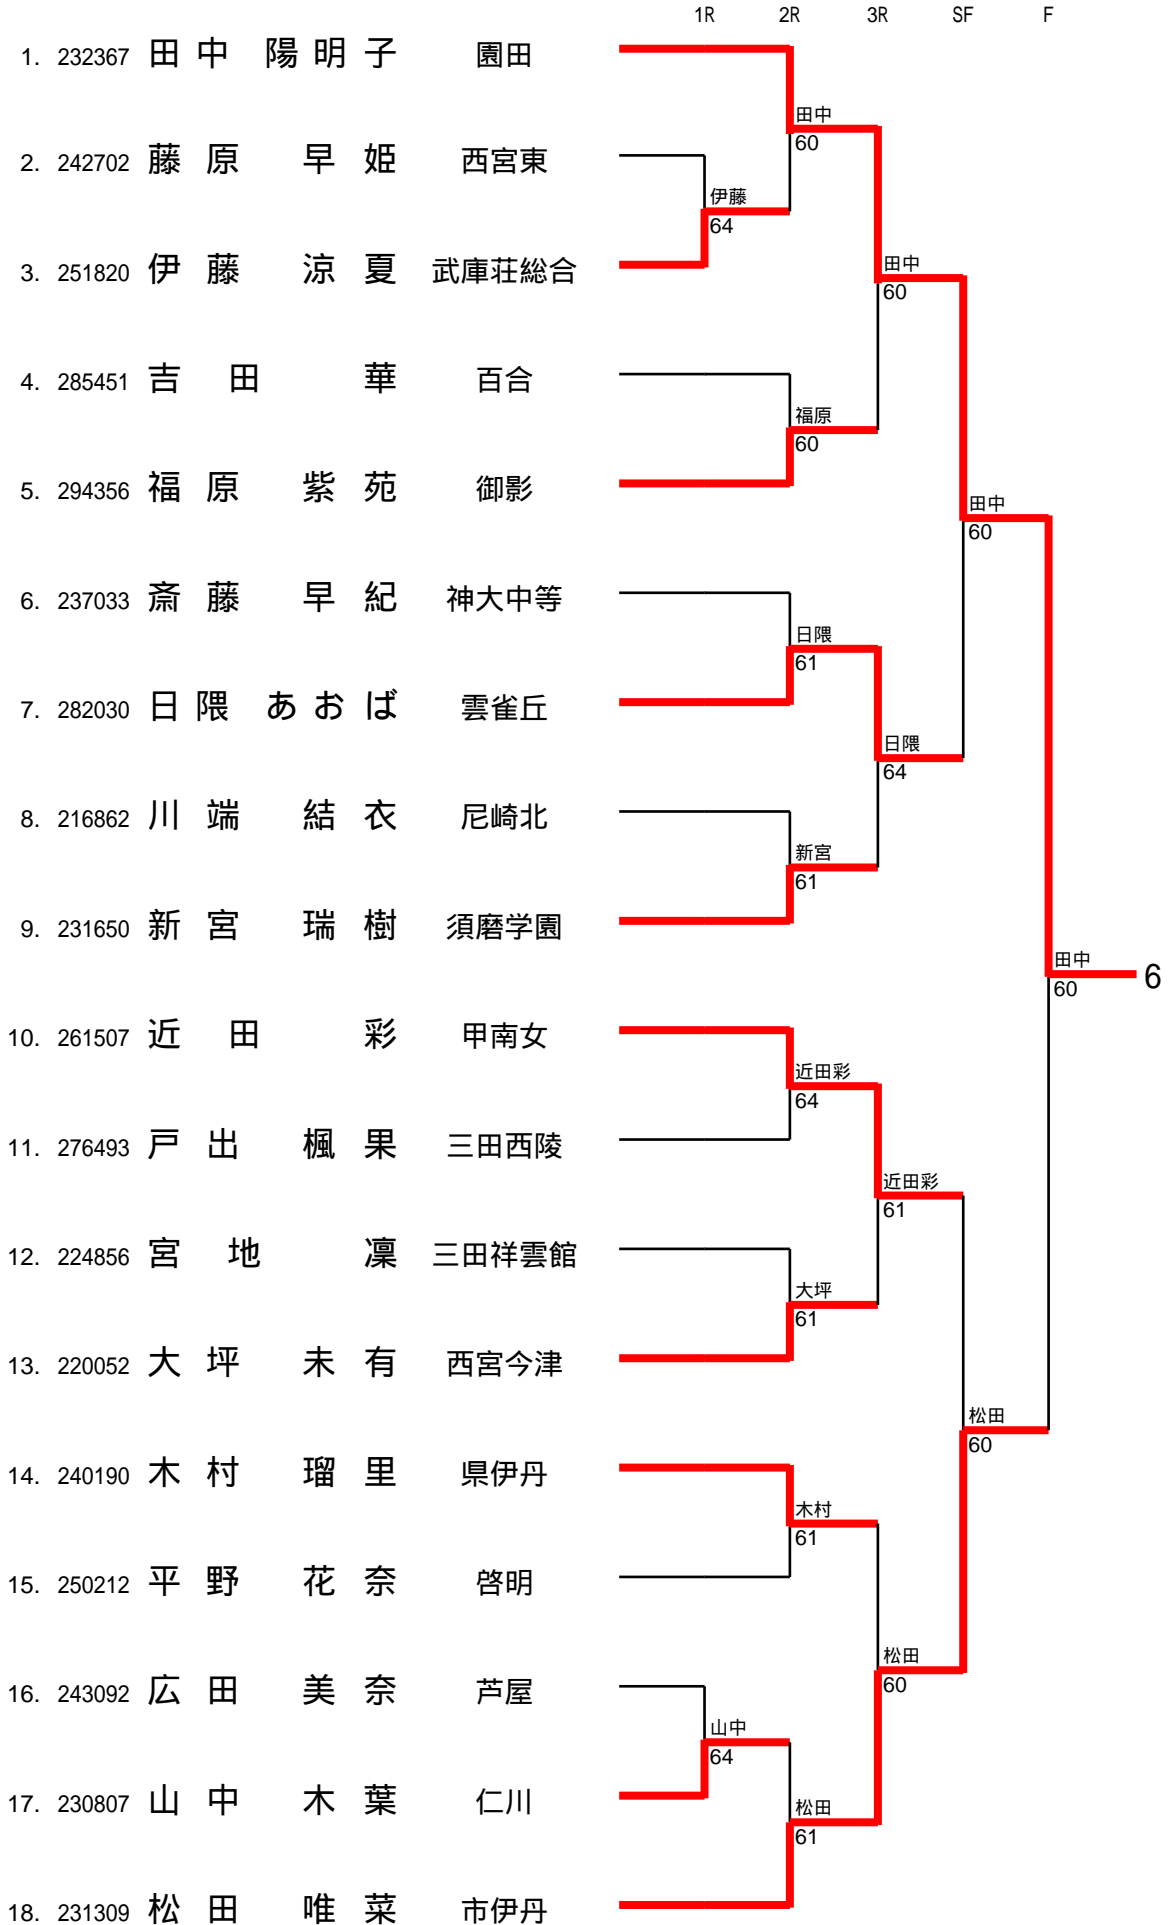 1R 2R 3R SF F
1. 232367 田中 陽明子 園田
田中
60
2. 242702 藤原 早姫 西宮東
伊藤
64
3. 251820 伊藤 涼夏 武庫荘総合
田中
60
4. 285451 吉田 華 百合
福原
60
5. 294356 福原 紫苑 御影
田中
60
6. 237033 斎藤 早紀 神大中等
日隈
61
7. 282030 日隈 あおば 雲雀丘
日隈
64
8. 216862 川端 結衣 尼崎北
新宮
61
9. 231650 新宮 瑞樹 須磨学園
田中
60
6
10. 261507 近田 彩 甲南女
近田彩
64
11. 276493 戸出 楓果 三田西陵
近田彩
61
12. 224856 宮地 凜 三田祥雲館
大坪
61
13. 220052 大坪 未有 西宮今津
松田
60
14. 240190 木村 瑠里 県伊丹
木村
61
15. 250212 平野 花奈 啓明
松田
60
16. 243092 広田 美奈 芦屋
山中
64
17. 230807 山中 木葉 仁川
松田
61
18. 231309 松田 唯菜 市伊丹